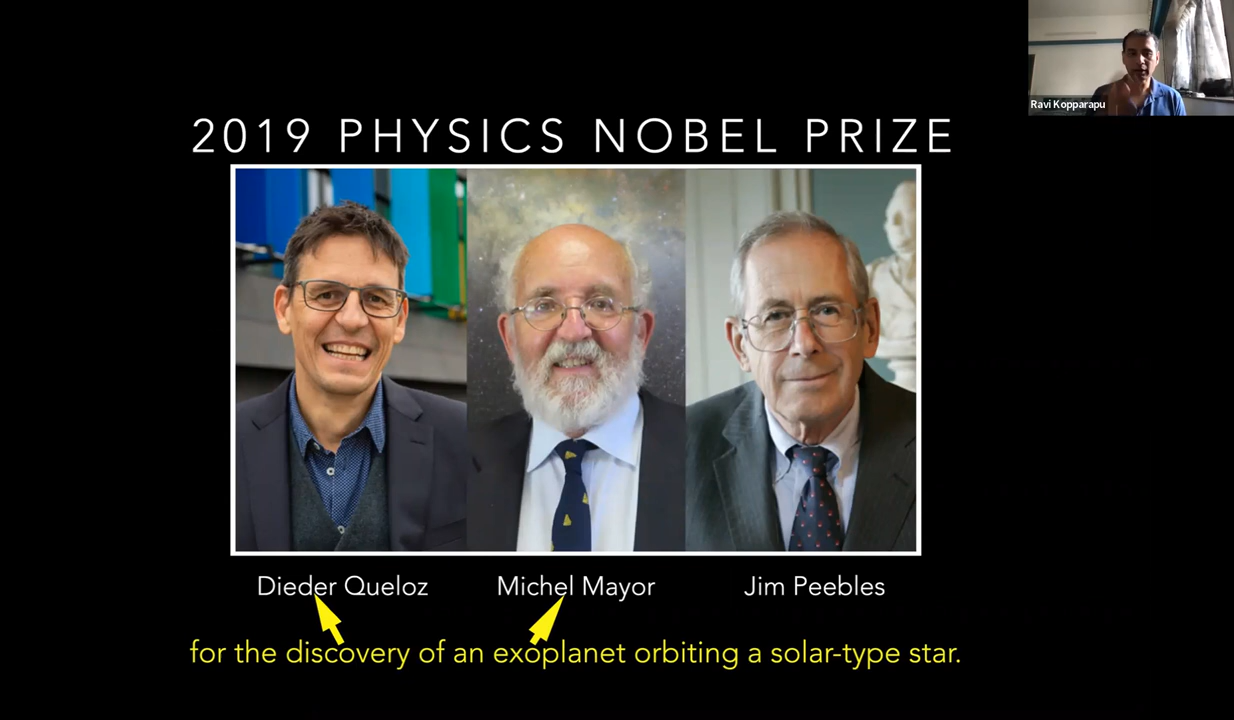 Ravi Kopparapu
2019 PHYSICS NOBEL PRIZE
Dieder Queloz
Michel Mayor
Jim Peebles
for the discovery of an exoplanet orbiting a solar-type star.